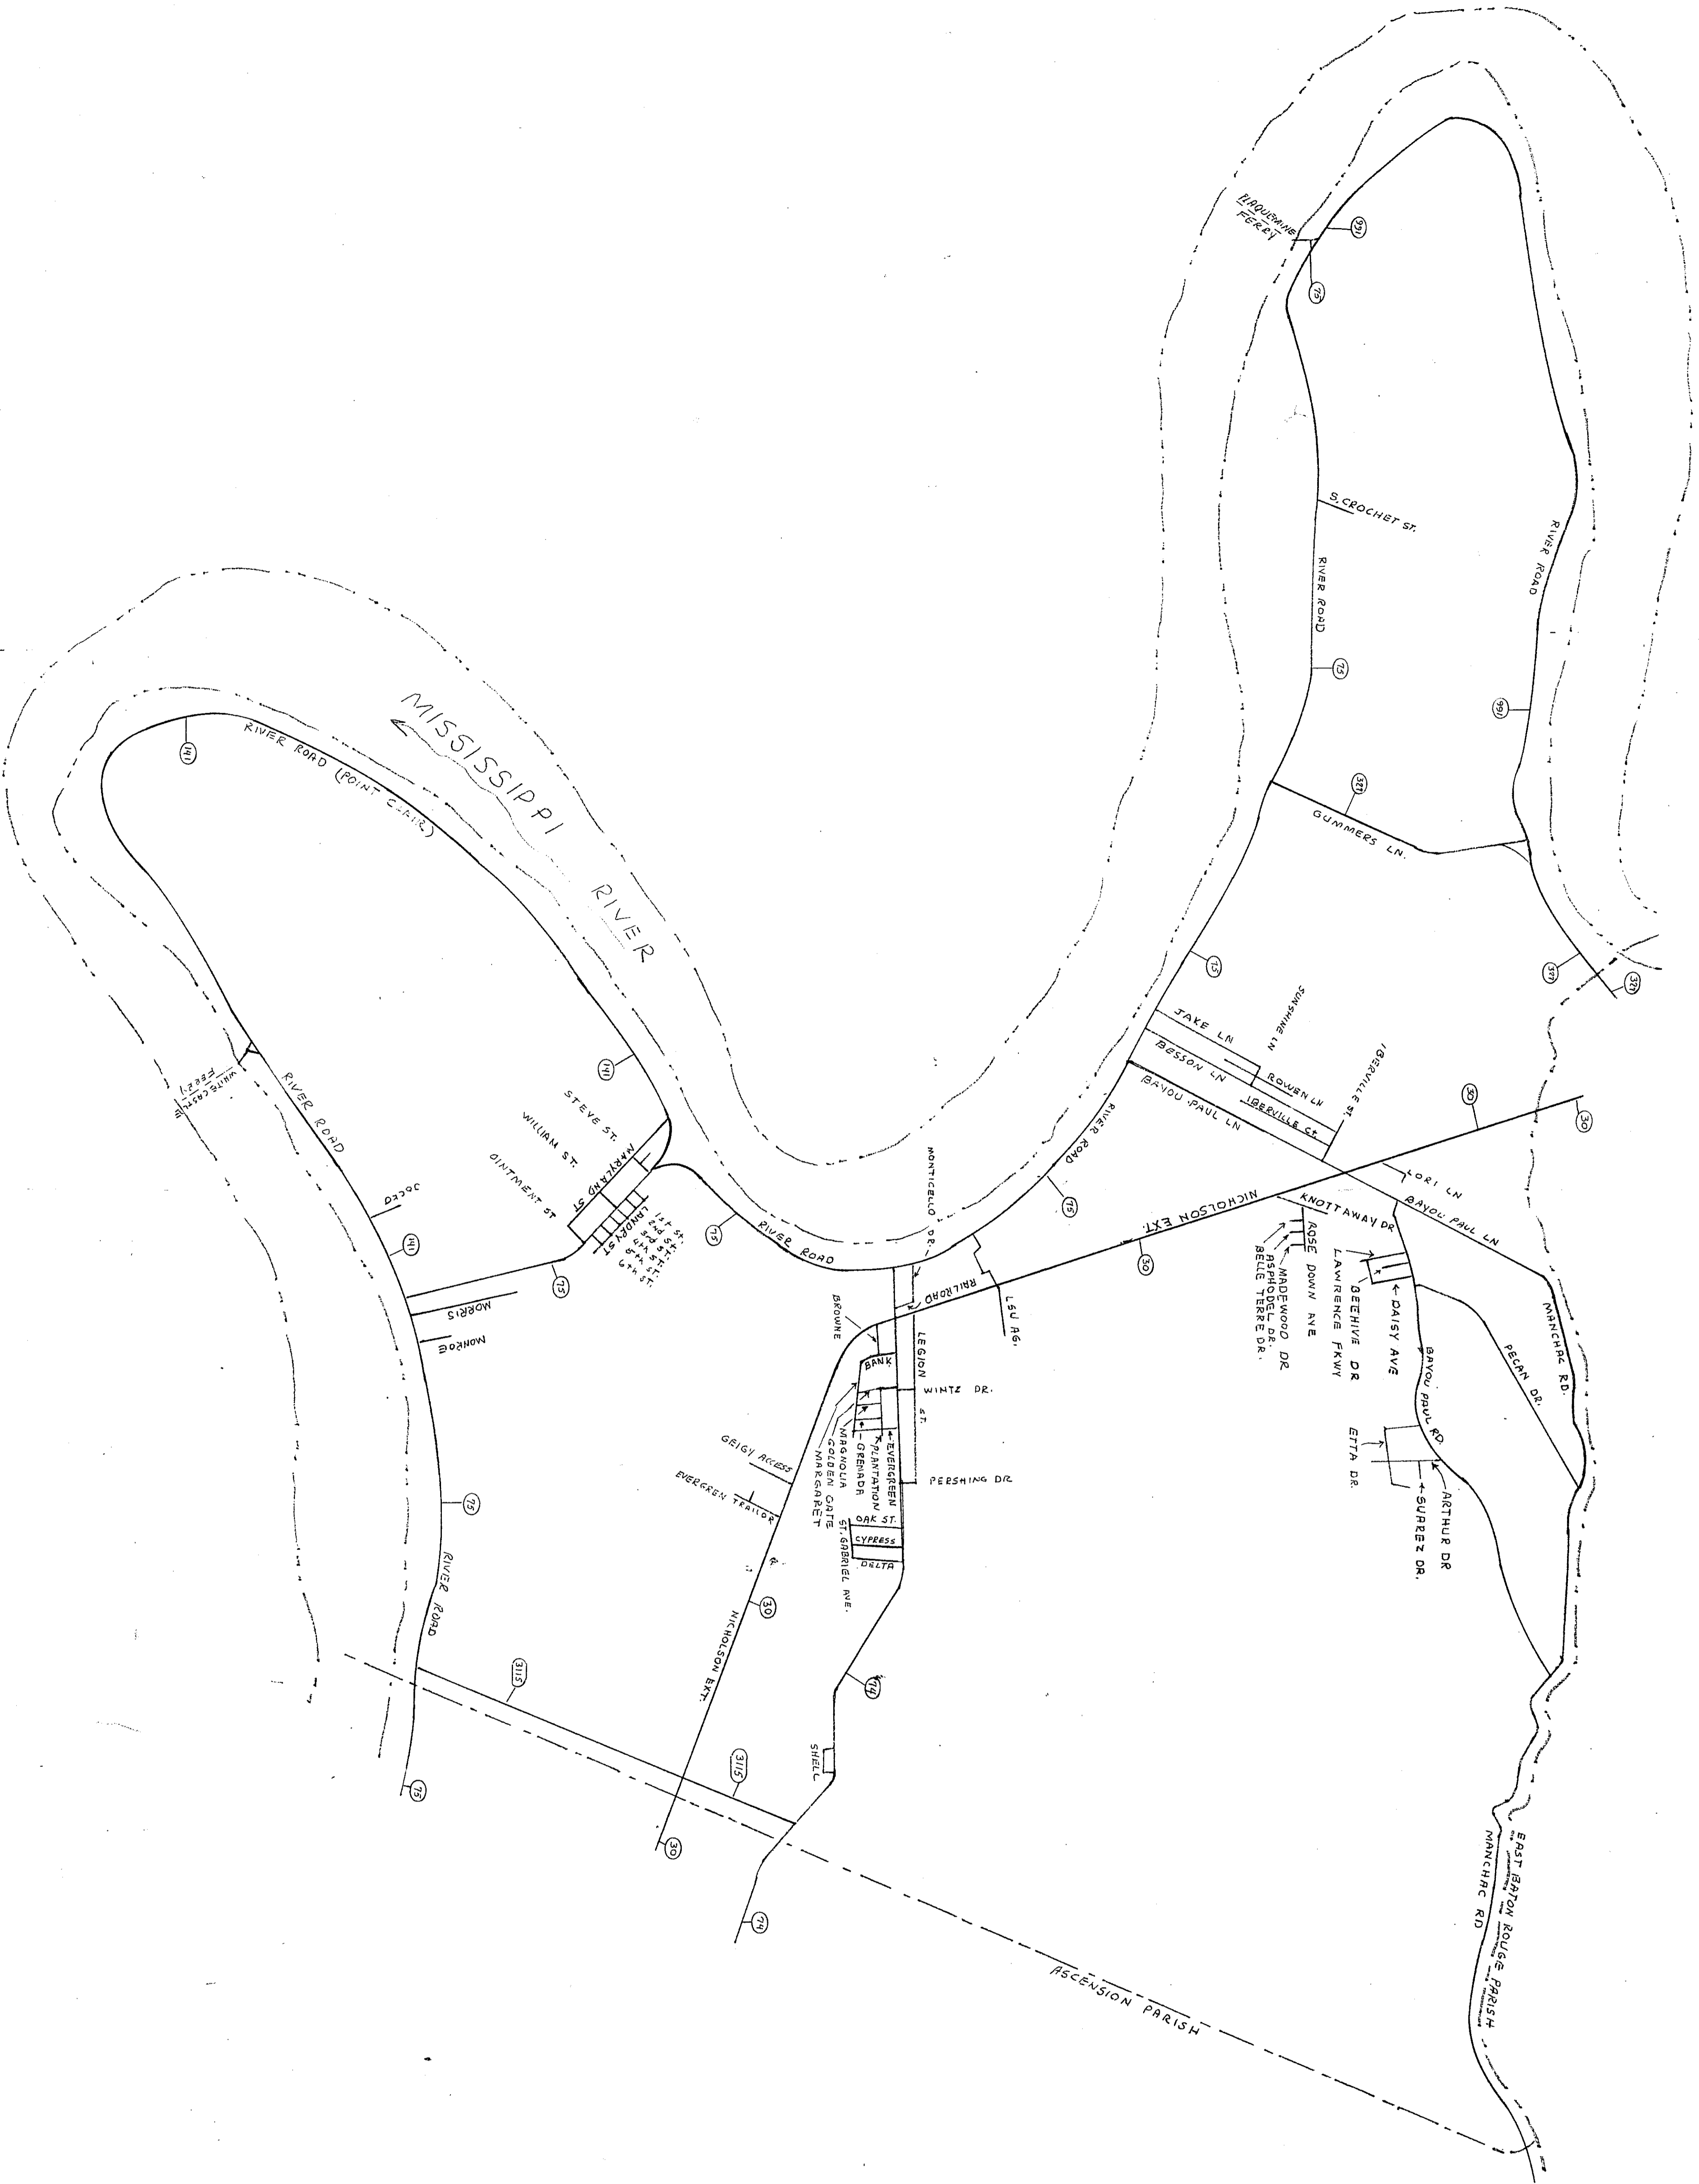 PLAQUEMINE
FERRY
991
75
S. CROCHET ST.
RIVER ROAD
RIVER ROAD
75
991
327
GUMMERS LN.
327
327
MISSISSIPPI RIVER
141
RIVER ROAD (POINT CLAIR)
75
SUNSHINE LN
JAKE LN
BESSON LN
ROWEN LN
IBERVILLE Ct.
IBERVILLE ST.
BAYOU PAUL LN
30
30
LORI LN
BAYOU PAUL LN
KNOTTAWAY DR
NICHOLSON EXT.
RIVER ROAD
75
30
ROSE DOWN AVE
MADEWOOD DR
ASPHODEL DR.
BELLE TERRE DR.
LAWRENCE PKWY
BEEHIVE DR
DAISY AVE
BAYOU PAUL RD.
PECAN DR.
MANCHAC RD.
ETTA DR.
ARTHUR DR
SUAREZ DR.
MONTICELLO DR.
RAILROAD
LSU AG.
LEGION ST.
WINTZ DR.
PERSHING DR
BROWNE
BANK
EVERGREEN
PLANTATION
GRENADA
MAGNOLIA
GOLDEN GATE
MARGARET
OAK ST.
CYPRESS
DELTA
ST. GABRIEL AVE.
GEIGY ACCESS
EVERGREN TRAILOR
30
NICHOLSON EXT.
74
SHELL
141
STEVE ST.
WILLIAM ST.
OINTMENT ST
MARYLAND ST
LANDRY ST
1st St.
2nd St.
3rd St.
4th St.
5th St.
6th St.
75
RIVER ROAD
75
WHITE CASTLE
FERRY
RIVER ROAD
JOCKO
141
MORRIS
MONROE
75
RIVER ROAD
3115
3115
75
30
74
ASCENSION PARISH
EAST BATON ROUGE PARISH
MANCHAC RD